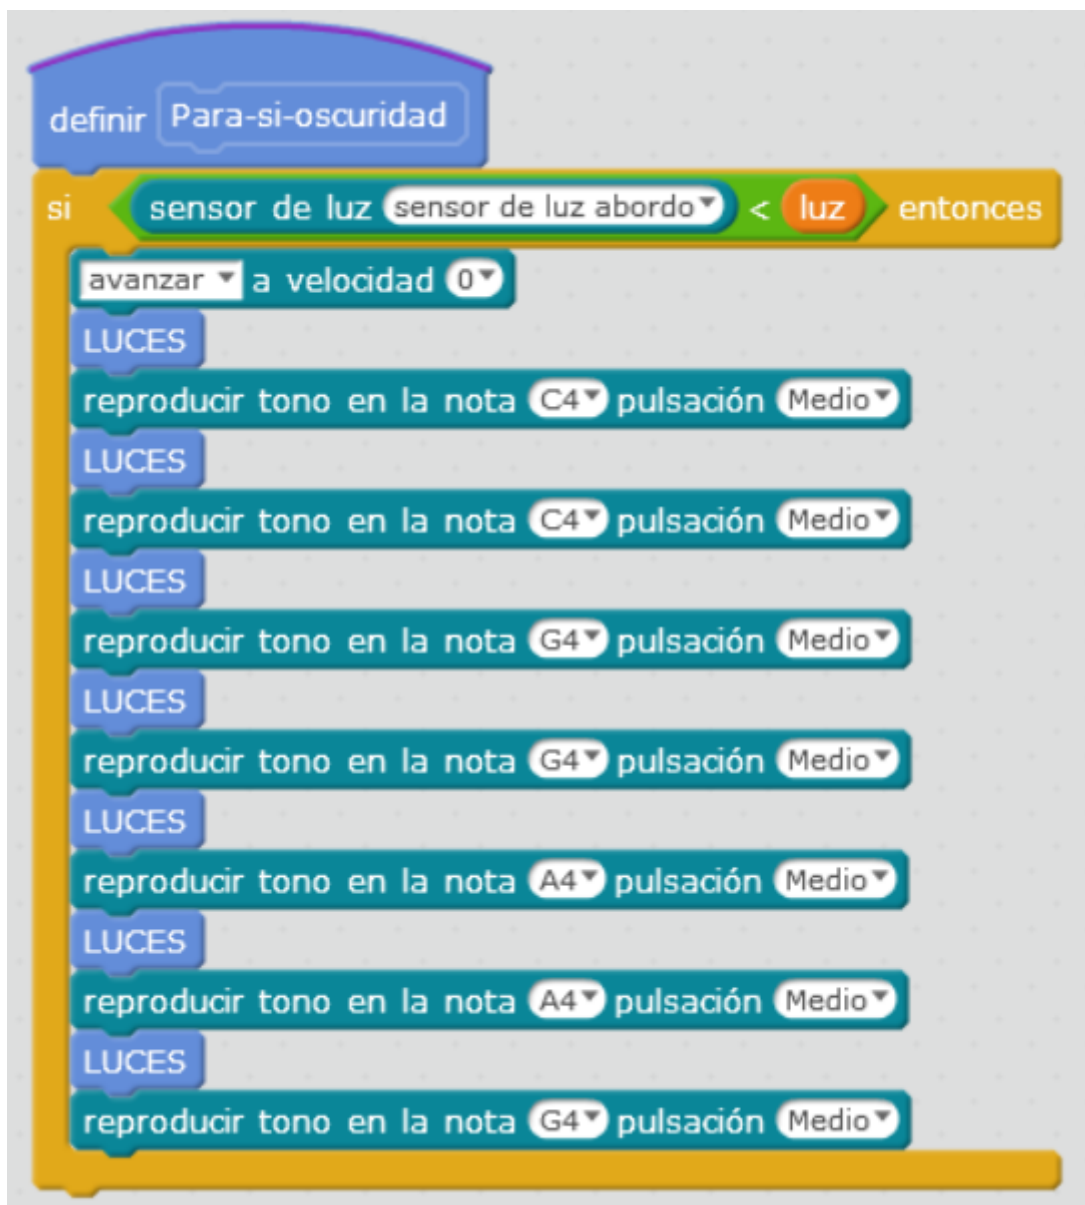 definir Para-si-oscuridad
si sensor de luz sensor de luz abordo < luz entonces
avanzar a velocidad 0
LUCES
reproducir tono en la nota C4 pulsación Medio
LUCES
reproducir tono en la nota C4 pulsación Medio
LUCES
reproducir tono en la nota G4 pulsación Medio
LUCES
reproducir tono en la nota G4 pulsación Medio
LUCES
reproducir tono en la nota A4 pulsación Medio
LUCES
reproducir tono en la nota A4 pulsación Medio
LUCES
reproducir tono en la nota G4 pulsación Medio